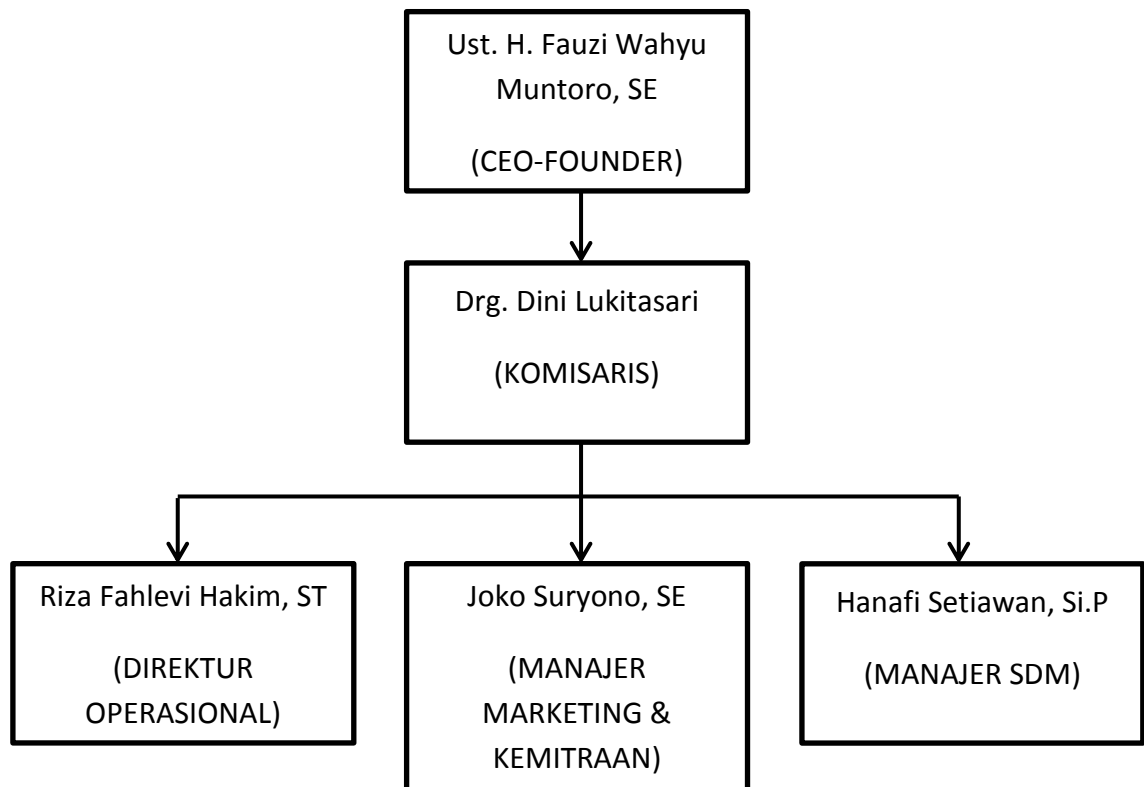 Ust. H. Fauzi Wahyu
Muntoro, SE
(CEO-FOUNDER)
Drg. Dini Lukitasari
(KOMISARIS)
Riza Fahlevi Hakim, ST
(DIREKTUR
OPERASIONAL)
Joko Suryono, SE
(MANAJER
MARKETING &
KEMITRAAN)
Hanafi Setiawan, Si.P
(MANAJER SDM)